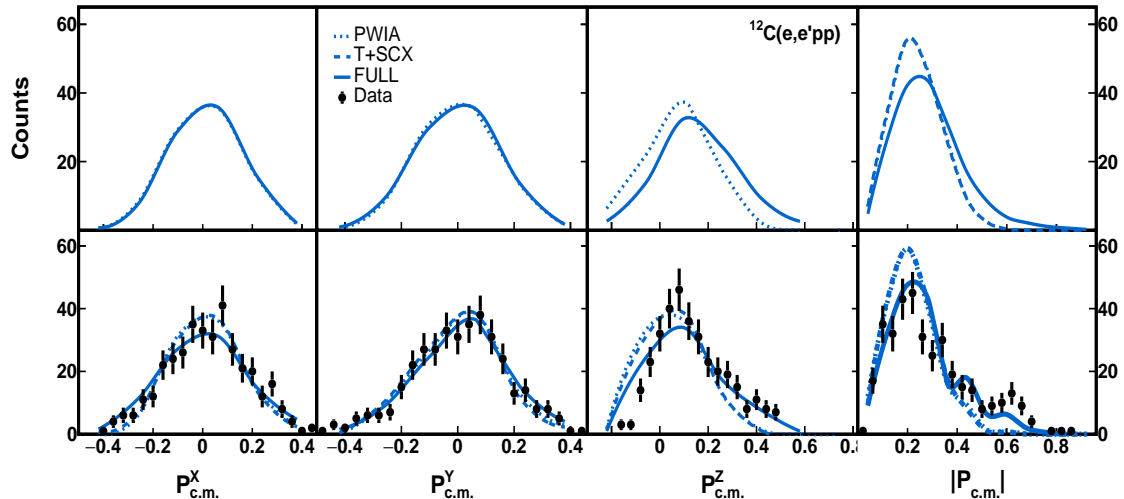 60
40
20
Counts
PWIA
T+SCX
FULL
Data
¹²C(e,e'pp)
60
40
20
60
40
20
0
60
40
20
0
−0.4 −0.2 0 0.2 0.4
−0.4 −0.2 0 0.2 0.4
0 0.2 0.4 0.6 0.
0.2 0.4 0.6 0.8
P^X_c.m.
P^Y_c.m.
P^Z_c.m.
|P_c.m.|